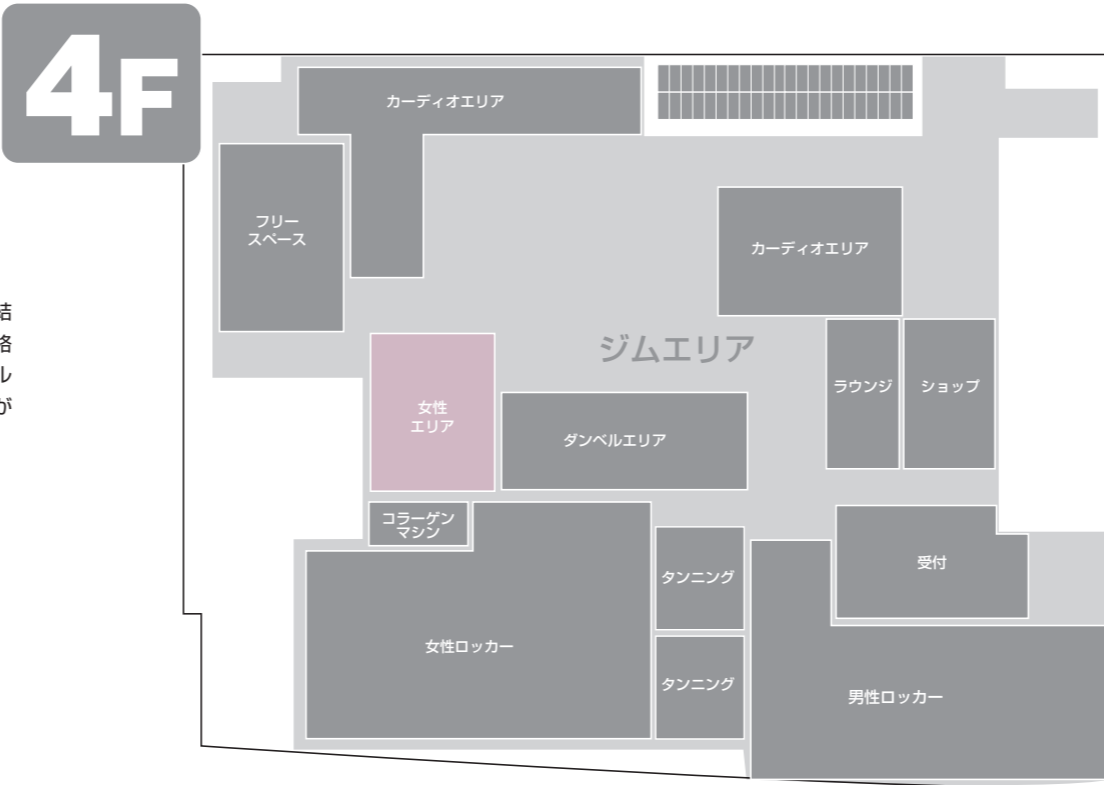 4F
カーディオエリア
フリー
スペース
カーディオエリア
結
ジムエリア
ル
が
ラウンジ
ショップ
女性
エリア
ダンベルエリア
コラーゲン
マシン
受付
タンニング
女性ロッカー
タンニング
男性ロッカー